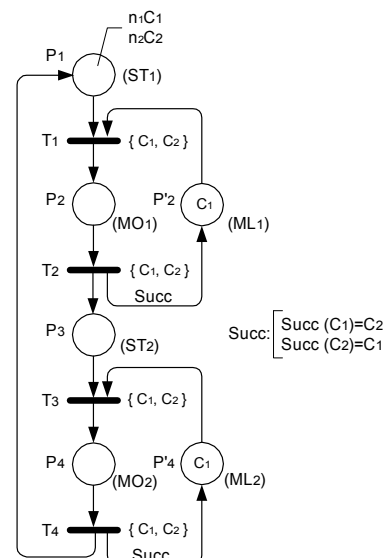 n₁C₁
n₂C2
P₁
(ST₁)
T₁
{ C₁, C₂ }
P₂
(MO₁)
P'₂
C₁
(ML₁)
T₂
{ C₁, C₂ }
Succ
P₃
(ST₂)
Succ:
Succ (C₁)=C₂
Succ (C₂)=C₁
T₃
{ C₁, C₂ }
P₄
(MO₂)
P'₄
C₁
(ML₂)
T₄
{ C₁, C₂ }
Succ